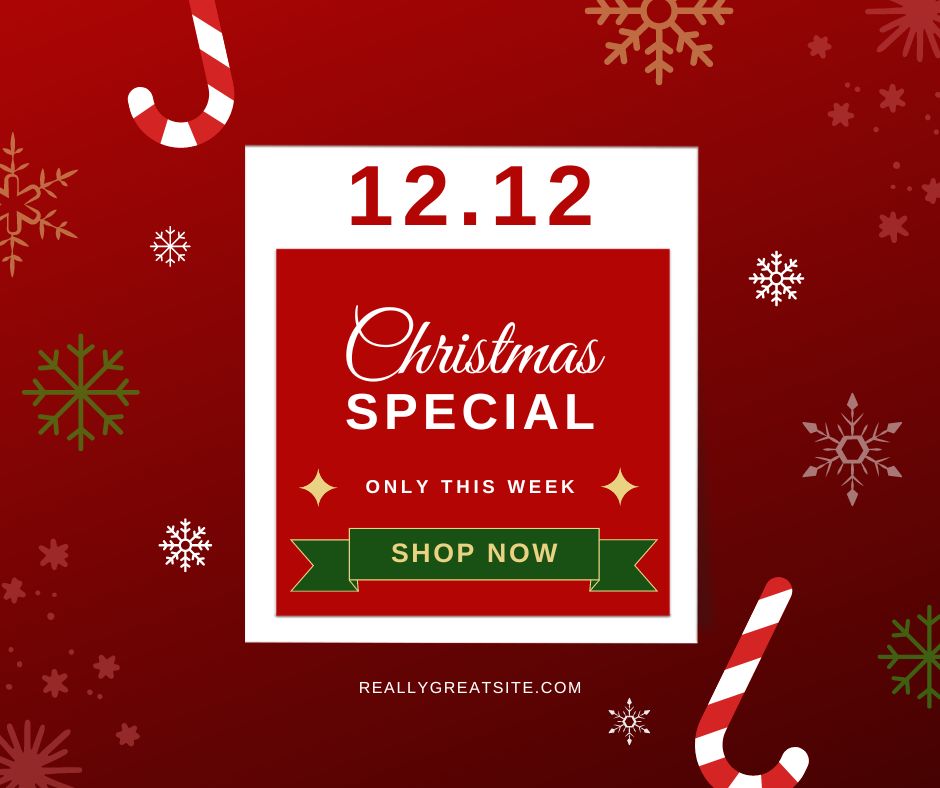 12.12
Christmas
SPECIAL
ONLY THIS WEEK
SHOP NOW
REALLYGREATSITE.COM